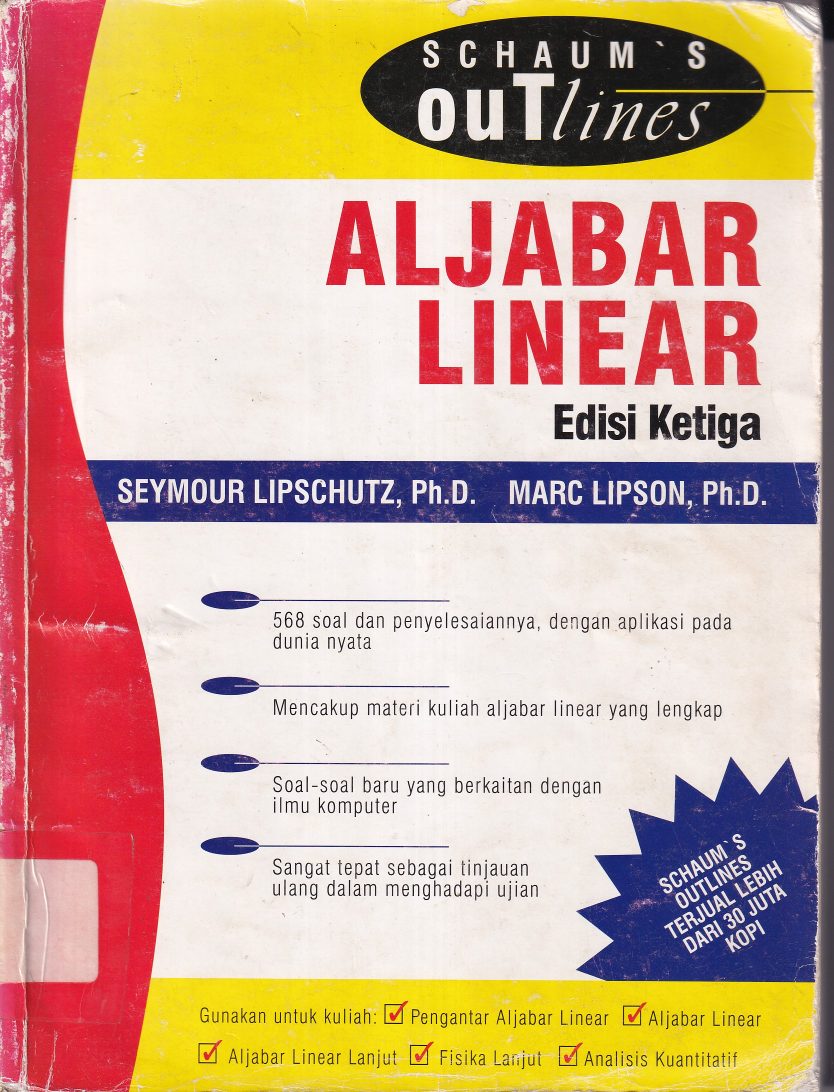 SCHAUM`S
ouTlines
ALJABAR
LINEAR
Edisi Ketiga
SEYMOUR LIPSCHUTZ, Ph.D. MARC LIPSON, Ph.D.
568 soal dan penyelesaiannya, dengan aplikasi pada
dunia nyata
Mencakup materi kuliah aljabar linear yang lengkap
Soal-soal baru yang berkaitan dengan
ilmu komputer
Sangat tepat sebagai tinjauan
ulang dalam menghadapi ujian
SCHAUM`S
OUTLINES
TERJUAL LEBIH
DARI 30 JUTA
KOPI
Gunakan untuk kuliah: ☑ Pengantar Aljabar Linear ☑ Aljabar Linear
☑ Aljabar Linear Lanjut ☑ Fisika Lanjut ☑ Analisis Kuantitatif